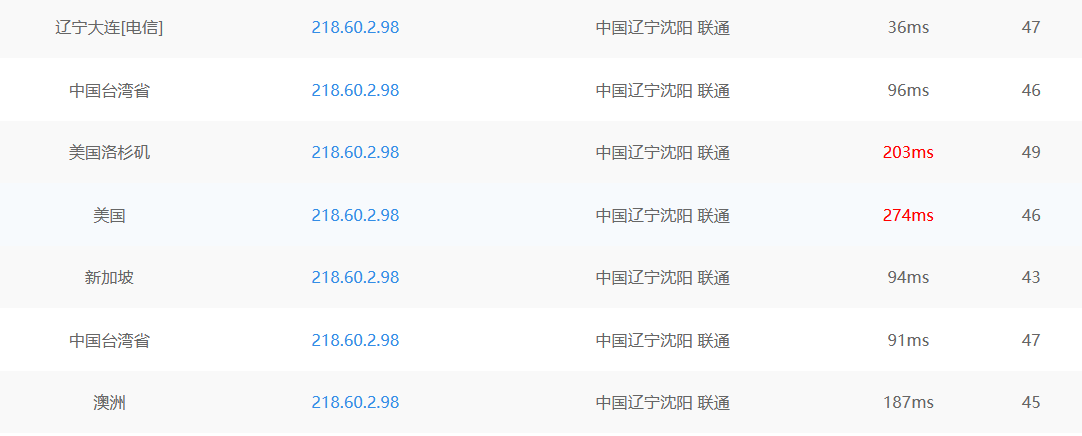 辽宁大连[电信] 218.60.2.98 中国辽宁沈阳 联通 36ms 47
中国台湾省 218.60.2.98 中国辽宁沈阳 联通 96ms 46
美国洛杉矶 218.60.2.98 中国辽宁沈阳 联通 203ms 49
美国 218.60.2.98 中国辽宁沈阳 联通 274ms 46
新加坡 218.60.2.98 中国辽宁沈阳 联通 94ms 43
中国台湾省 218.60.2.98 中国辽宁沈阳 联通 91ms 47
澳洲 218.60.2.98 中国辽宁沈阳 联通 187ms 45